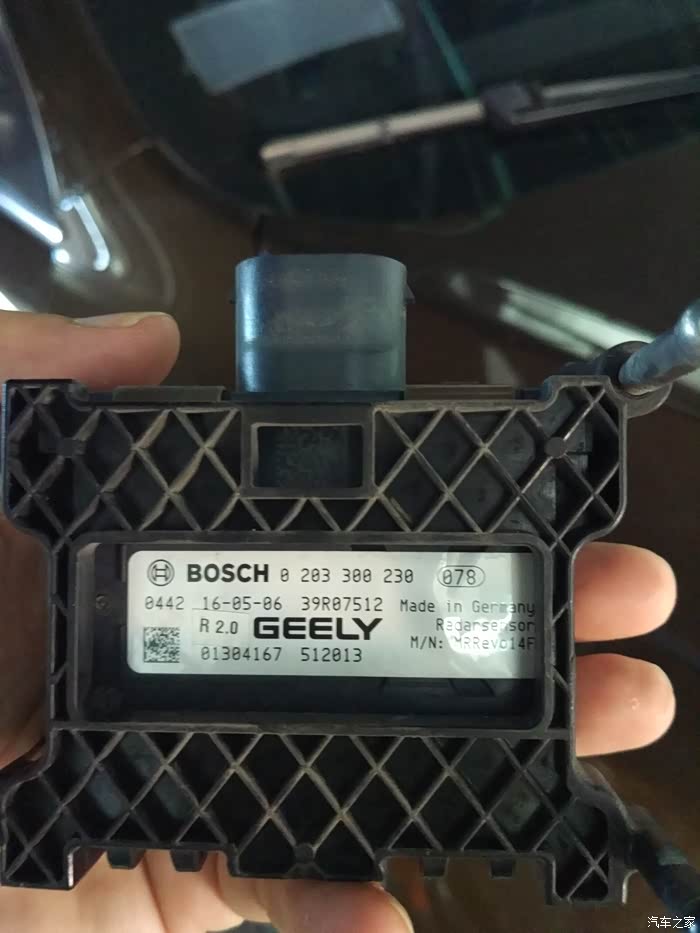 BOSCH 0 203 300 230 078
0442 16-05-06 39R07512 Made in Germany
R 2.0 GEELY Radarsensor
M/N: MRRevo14F
01304167 512013
汽车之家